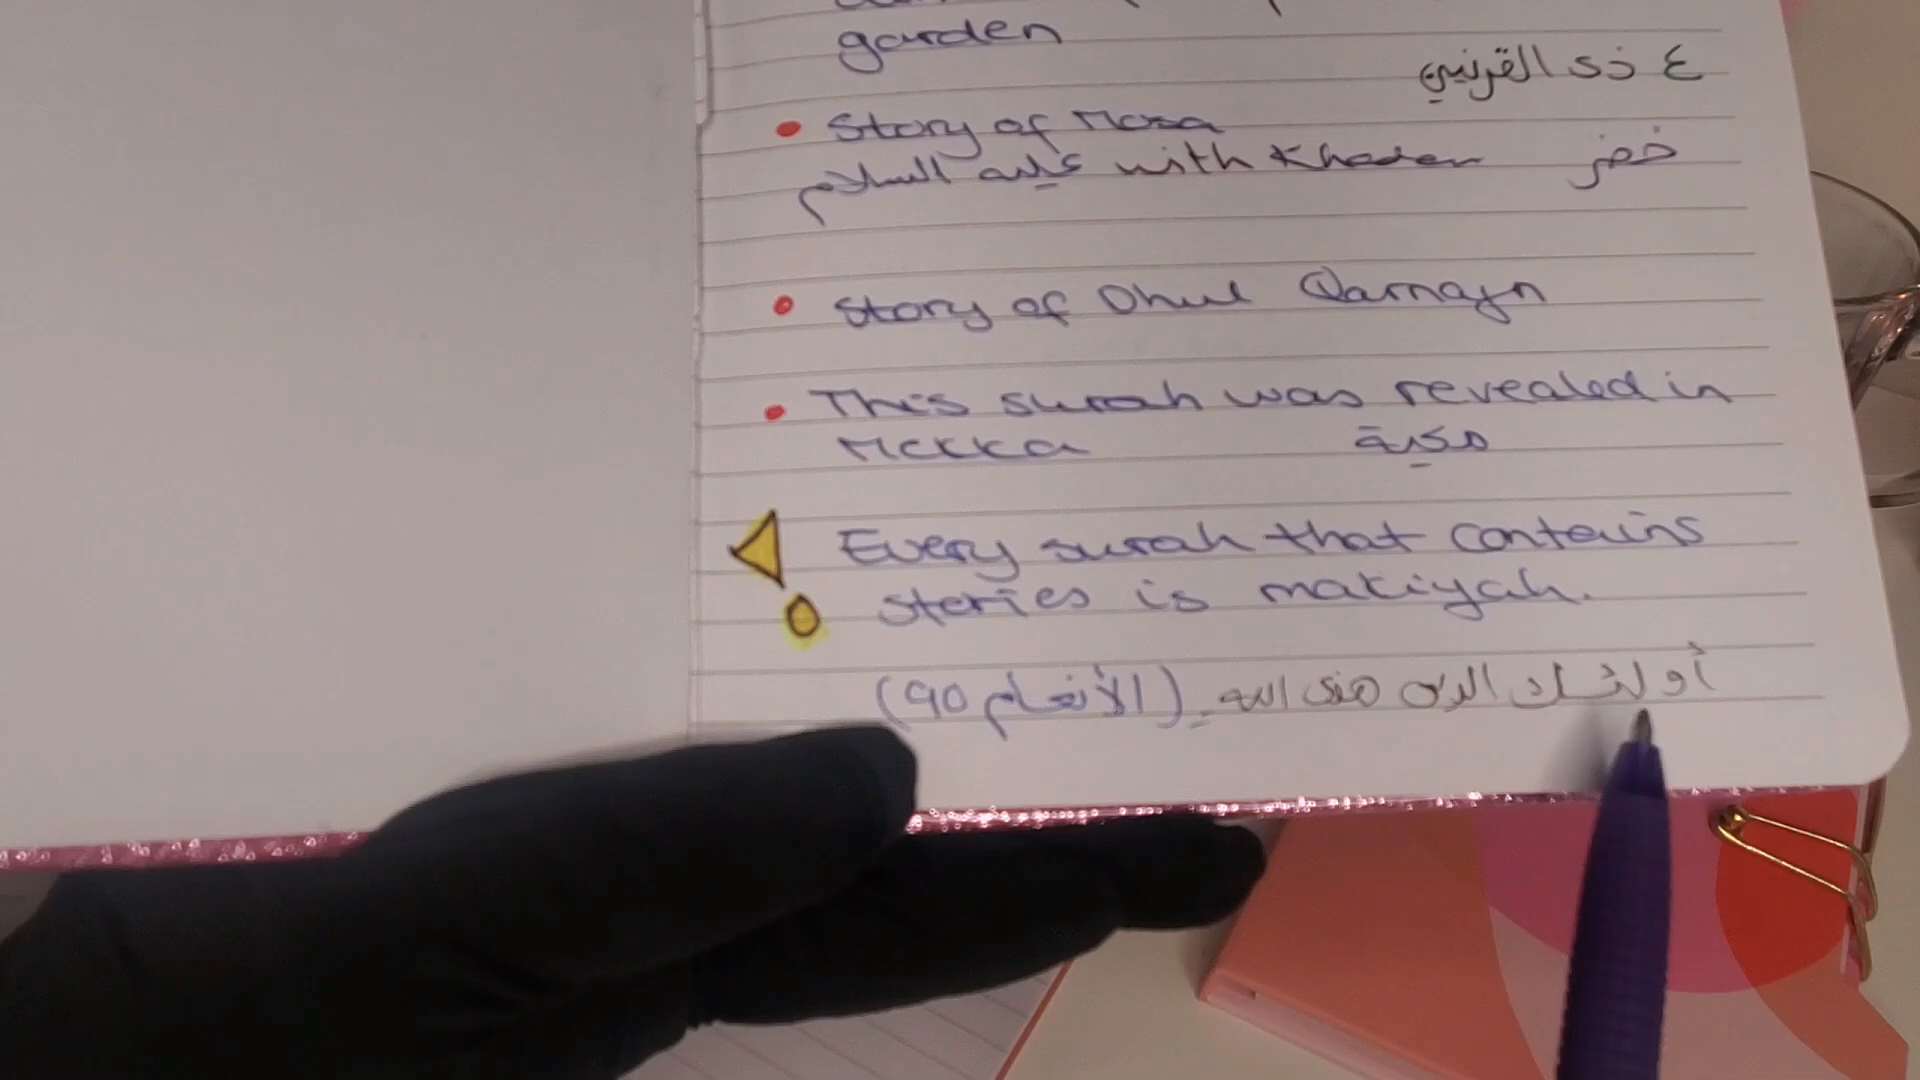 garden
٤ ذى القرنين
• Story of Mosa
عليه السلام with Khader خضر
• Story of Dhul Qarnayn
• This surah was revealed in
Mekka مكية
Every surah that contains
stories is makiyah.
أولئك الذين هدى الله (الأنعام 90)